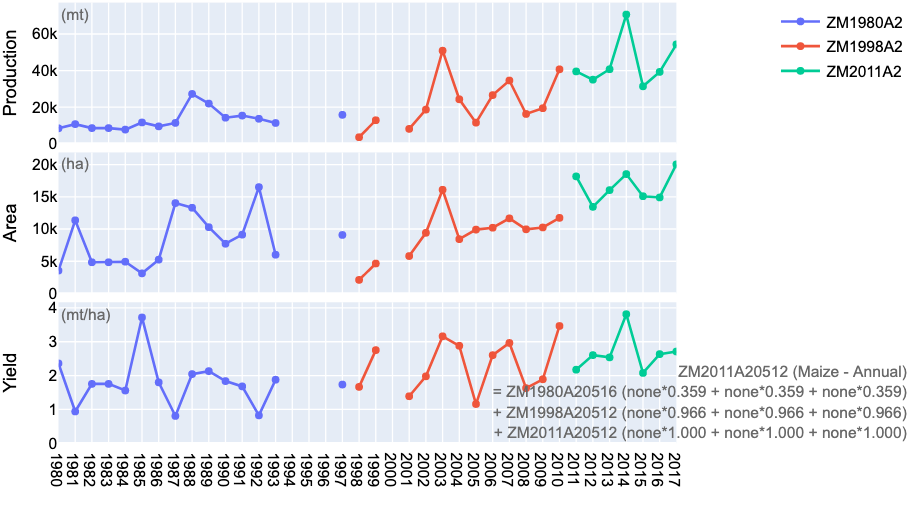 (mt)
Production
60k
40k
20k
0
ZM1980A2
ZM1998A2
ZM2011A2
(ha)
Area
20k
15k
10k
5k
0
(mt/ha)
Yield
4
3
2
1
0
ZM2011A20512 (Maize - Annual)
= ZM1980A20516 (none*0.359 + none*0.359 + none*0.359)
+ ZM1998A20512 (none*0.966 + none*0.966 + none*0.966)
+ ZM2011A20512 (none*1.000 + none*1.000 + none*1.000)
1980
1981
1982
1983
1984
1985
1986
1987
1988
1989
1990
1991
1992
1993
1994
1995
1996
1997
1998
1999
2000
2001
2002
2003
2004
2005
2006
2007
2008
2009
2010
2011
2012
2013
2014
2015
2016
2017